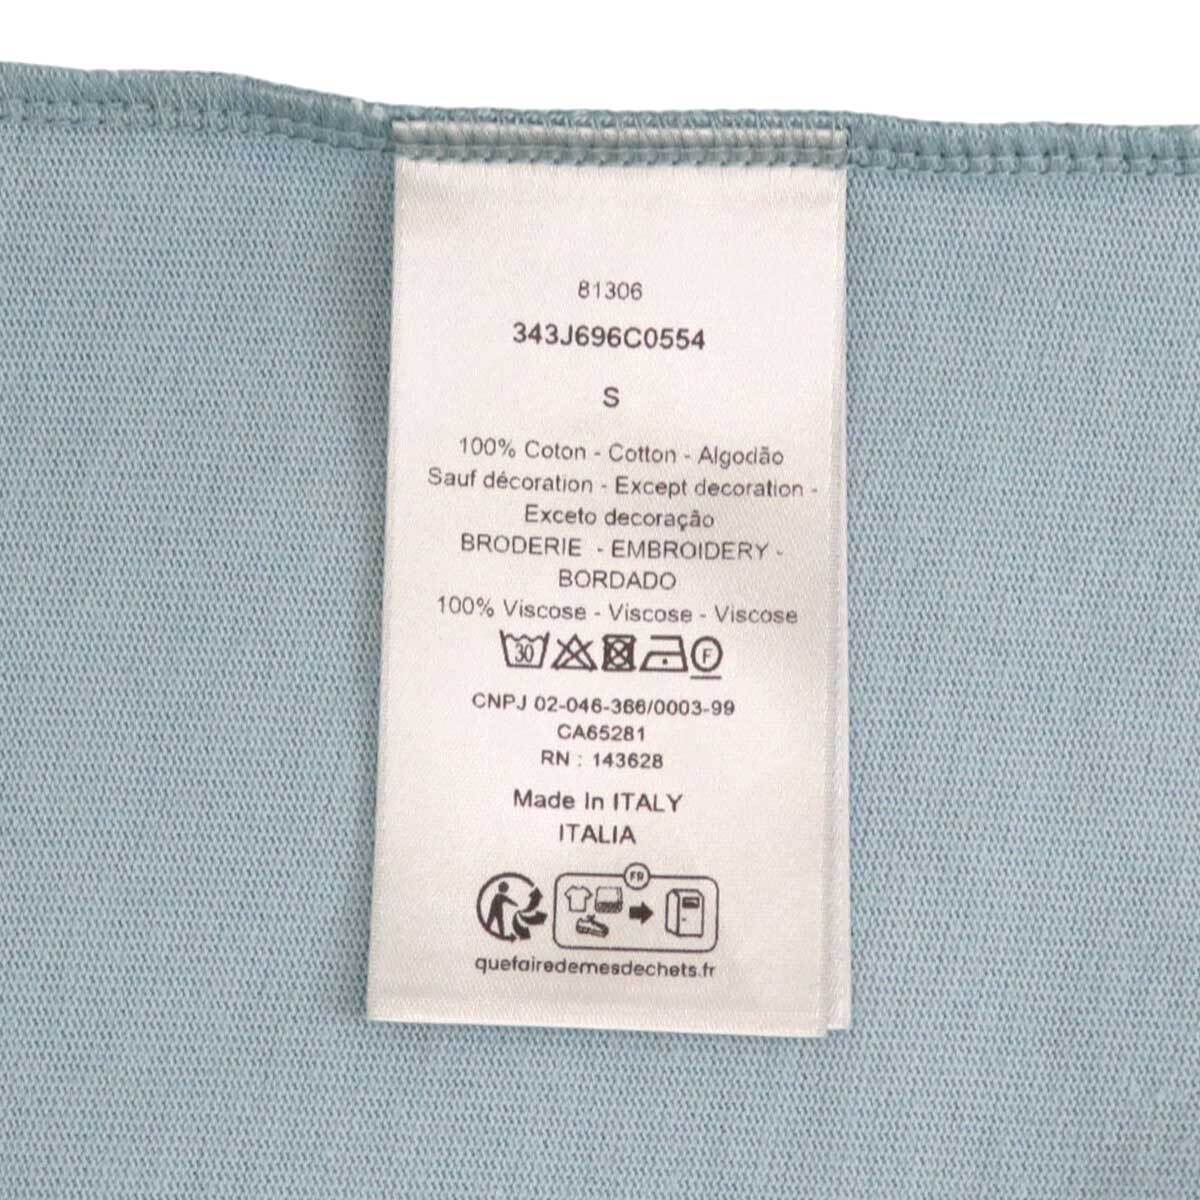 81306
343J696C0554
S
100% Coton - Cotton - Algodão
Sauf décoration - Except decoration -
Exceto decoração
BRODERIE - EMBROIDERY -
BORDADO
100% Viscose - Viscose - Viscose
30 F
CNPJ 02-046-366/0003-99
CA65281
RN : 143628
Made In ITALY
ITALIA
FR
quefairedemesdechets.fr